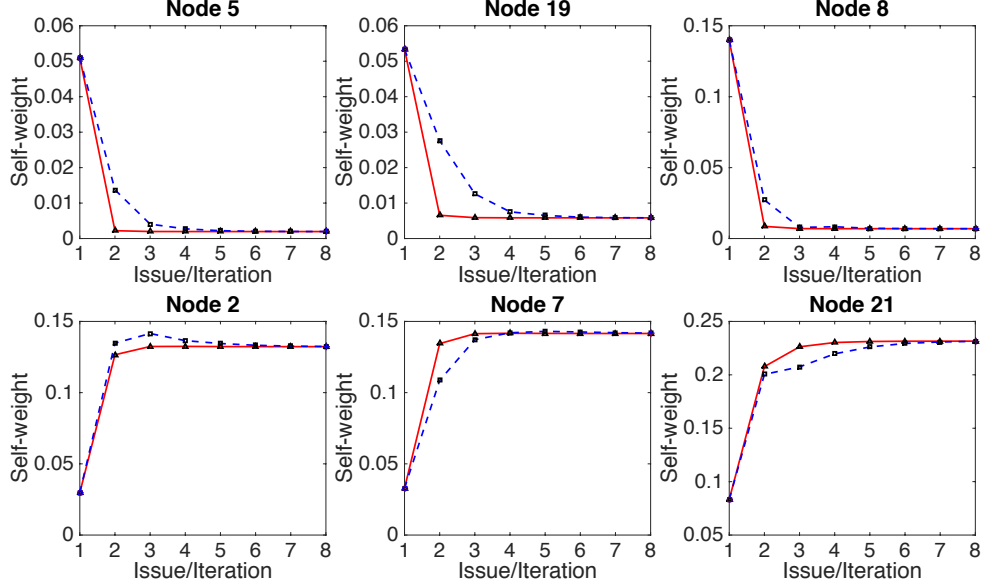 Node 5
Node 19
Node 8
0.06
0.05
0.04
0.03
0.02
0.01
0
Self-weight
1 2 3 4 5 6 7 8
Issue/Iteration
0.06
0.05
0.04
0.03
0.02
0.01
0
Self-weight
1 2 3 4 5 6 7 8
Issue/Iteration
0.15
0.1
0.05
0
Self-weight
1 2 3 4 5 6 7 8
Issue/Iteration
Node 2
Node 7
Node 21
0.15
0.1
0.05
0
Self-weight
1 2 3 4 5 6 7 8
Issue/Iteration
0.15
0.1
0.05
0
Self-weight
1 2 3 4 5 6 7 8
Issue/Iteration
0.25
0.2
0.15
0.1
0.05
Self-weight
1 2 3 4 5 6 7 8
Issue/Iteration